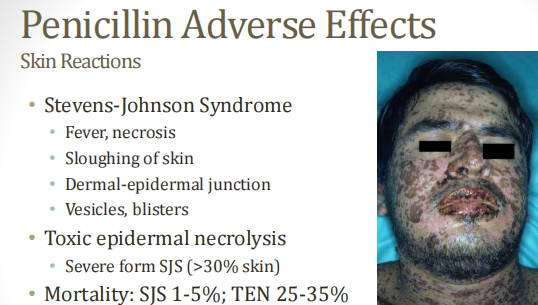 Penicillin Adverse Effects
Skin Reactions
• Stevens-Johnson Syndrome
• Fever, necrosis
• Sloughing of skin
• Dermal-epidermal junction
• Vesicles, blisters
• Toxic epidermal necrolysis
• Severe form SJS (>30% skin)
• Mortality: SJS 1-5%; TEN 25-35%